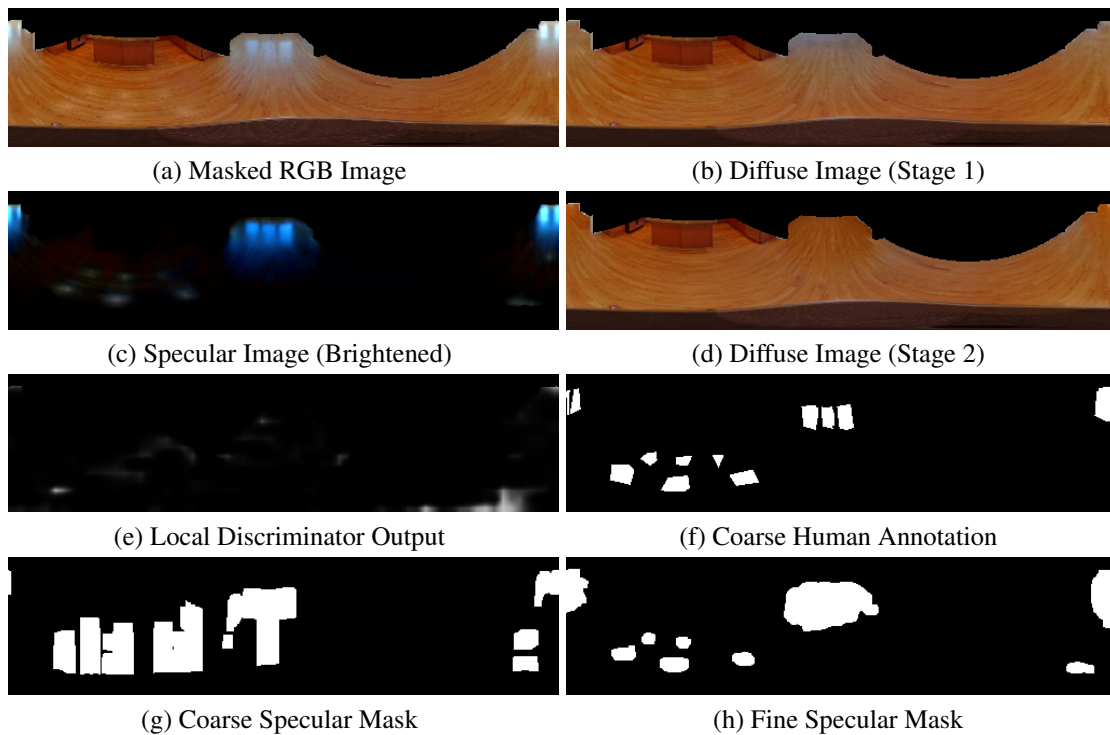 (a) Masked RGB Image
(b) Diffuse Image (Stage 1)
(c) Specular Image (Brightened)
(d) Diffuse Image (Stage 2)
(e) Local Discriminator Output
(f) Coarse Human Annotation
(g) Coarse Specular Mask
(h) Fine Specular Mask